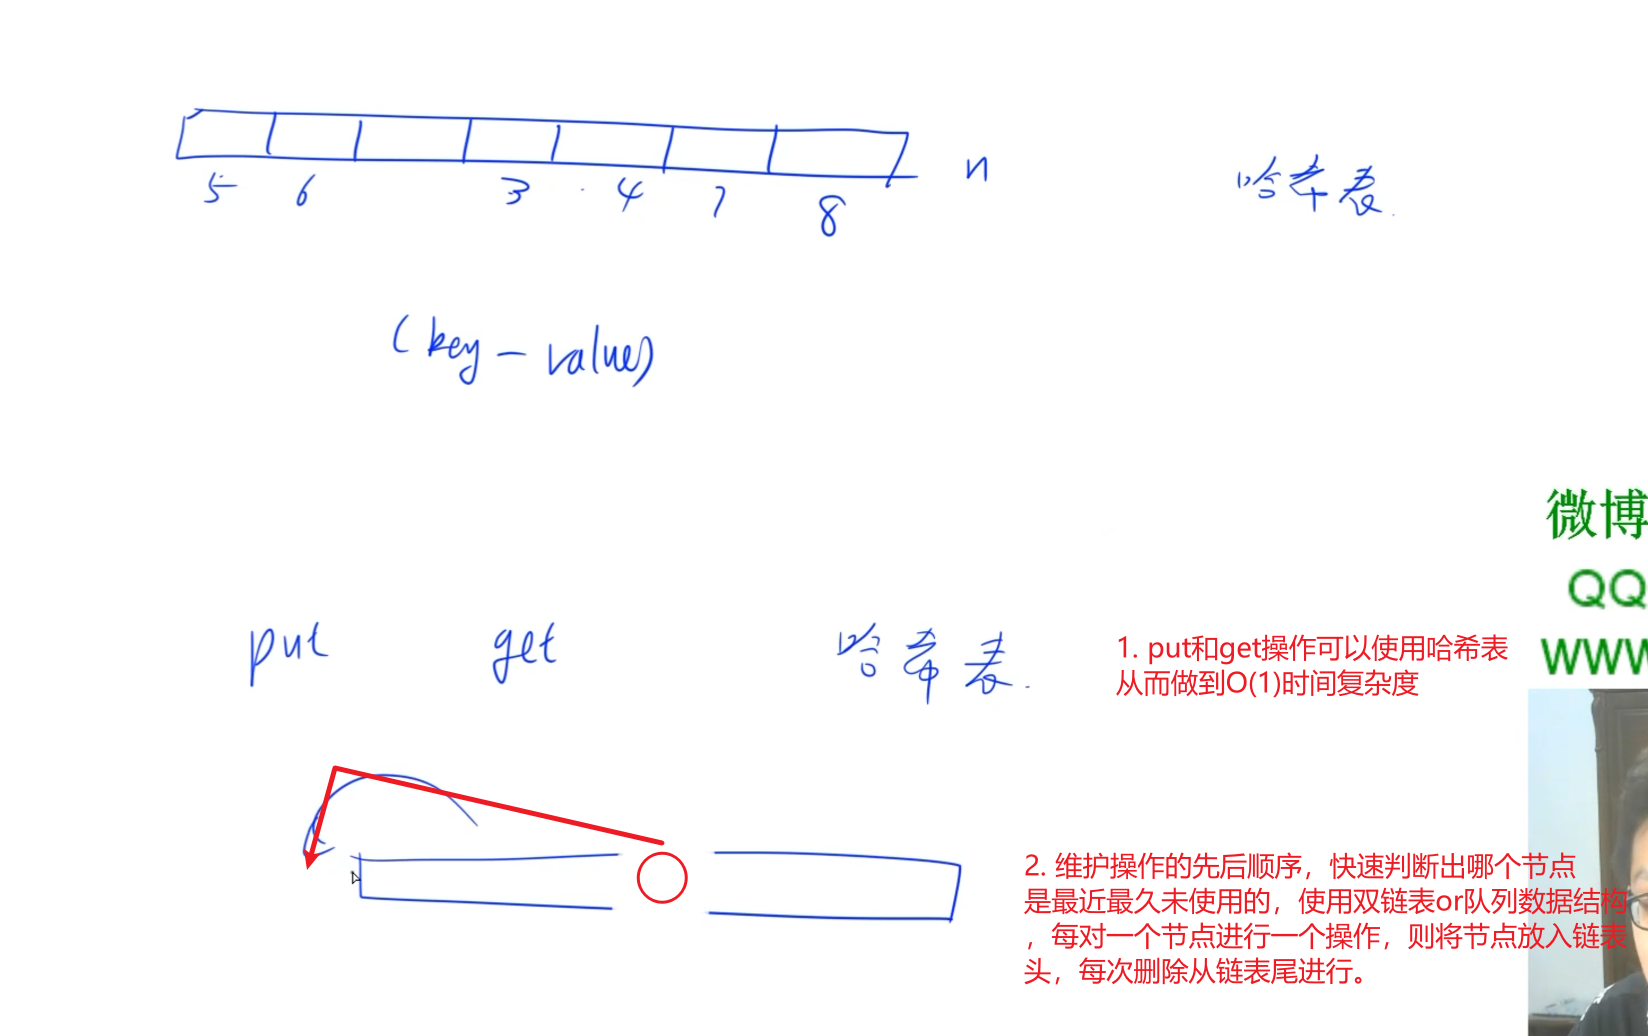 n
哈希表.
5 6 3 4 7 8
(key-value)
微博
QQ
put get 哈希表.
1. put和get操作可以使用哈希表
从而做到O(1)时间复杂度
WWW
2. 维护操作的先后顺序，快速判断出哪个节点
是最近最久未使用的，使用双链表or队列数据结构
，每对一个节点进行一个操作，则将节点放入链表
头，每次删除从链表尾进行。